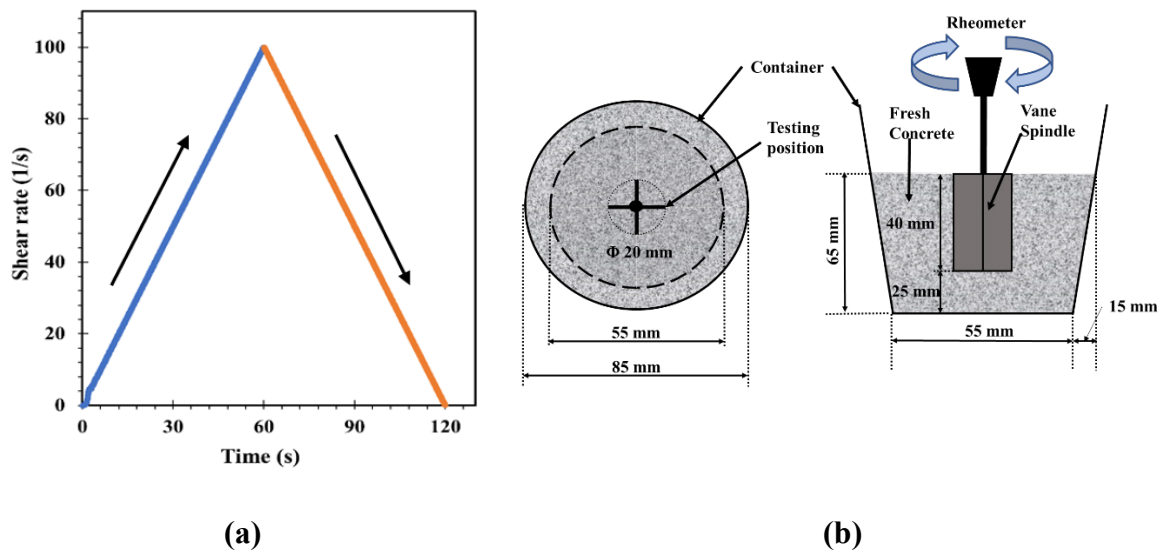 Shear rate (1/s)
100
80
60
40
20
0
0 30 60 90 120
Time (s)
(a)
Rheometer
Container
Testing
position
Fresh
Concrete
Vane
Spindle
Φ 20 mm
55 mm
85 mm
65 mm
40 mm
25 mm
15 mm
55 mm
(b)